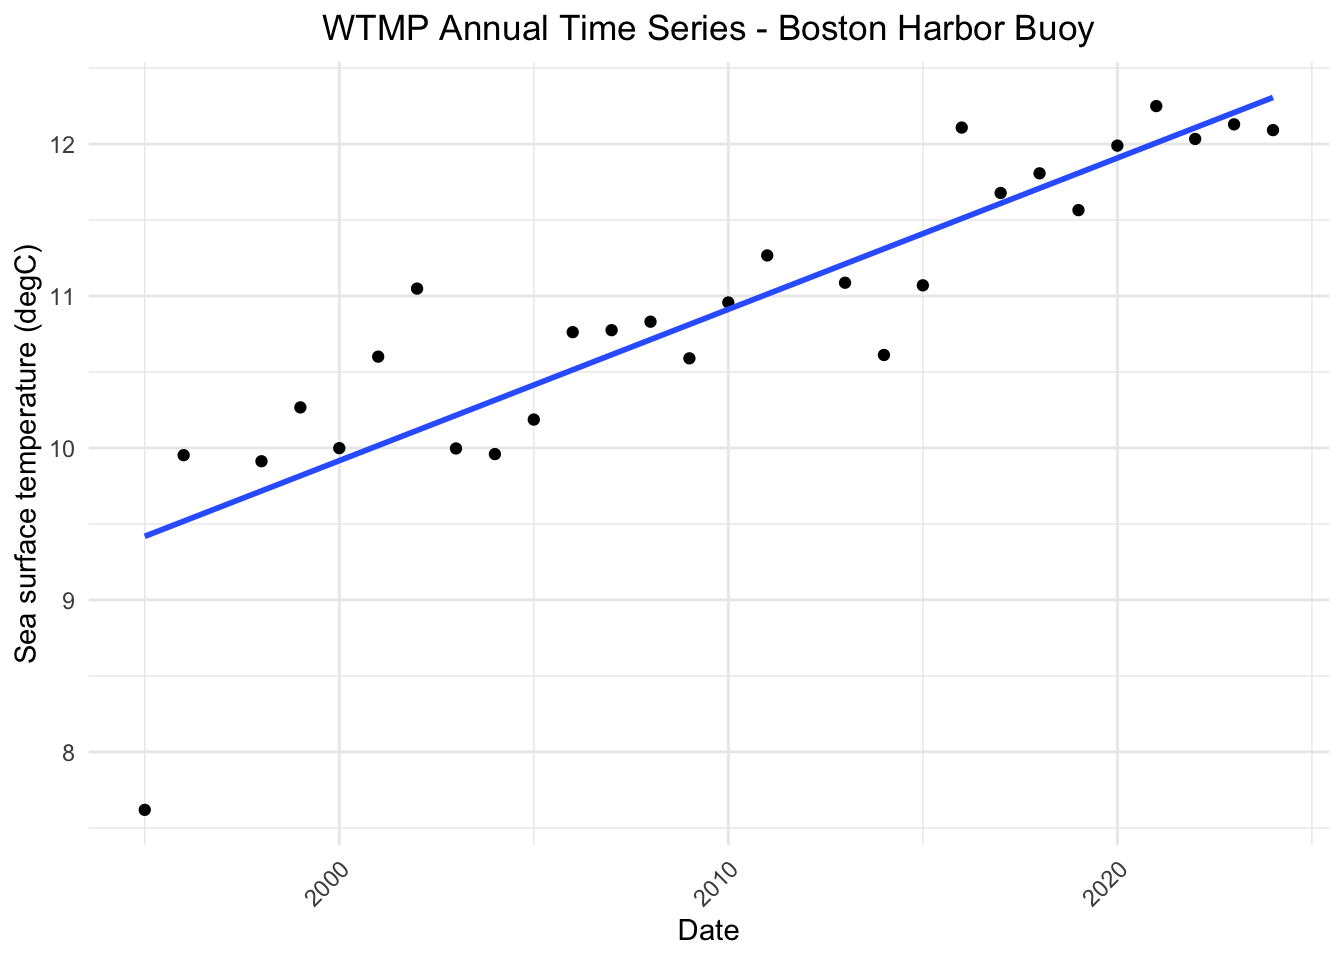 WTMP Annual Time Series - Boston Harbor Buoy
Sea surface temperature (degC)
12
11
10
9
8
2000
2010
2020
Date